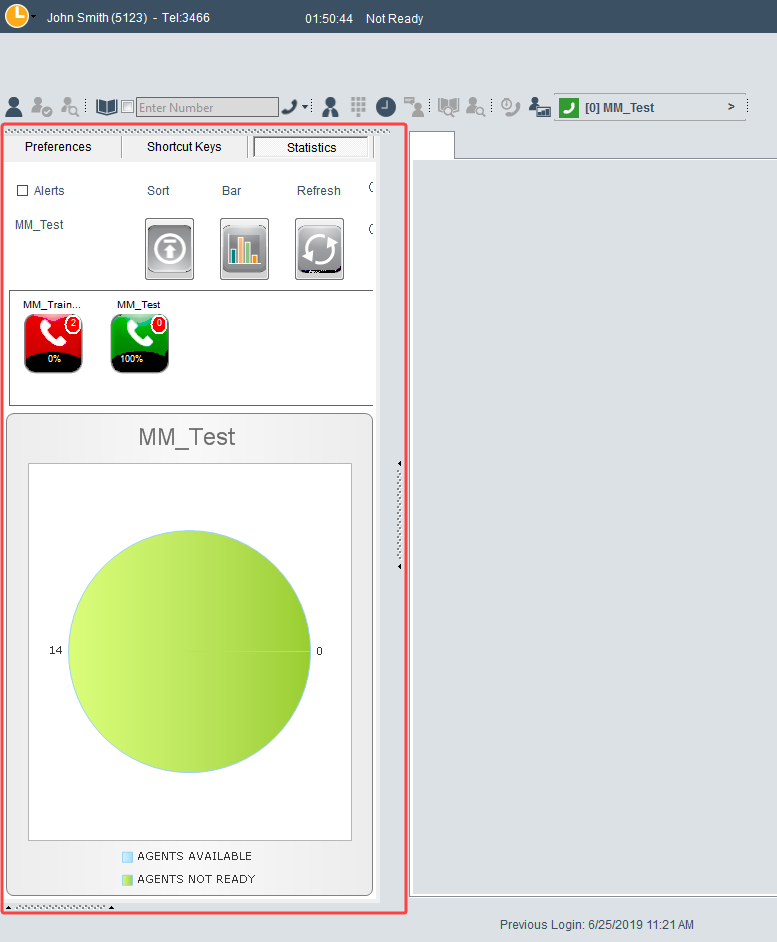 John Smith (5123) - Tel:3466 01:50:44 Not Ready
Enter Number [0] MM_Test >
Preferences Shortcut Keys Statistics
Alerts Sort Bar Refresh
MM_Test
MM_Train... MM_Test
2 0
0% 100%
MM_Test
14 0
AGENTS AVAILABLE
AGENTS NOT READY
Previous Login: 6/25/2019 11:21 AM